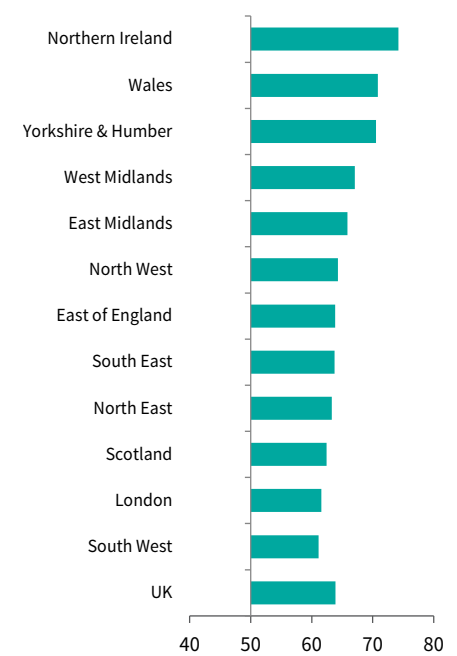 Northern Ireland
Wales
Yorkshire & Humber
West Midlands
East Midlands
North West
East of England
South East
North East
Scotland
London
South West
UK
40 50 60 70 80